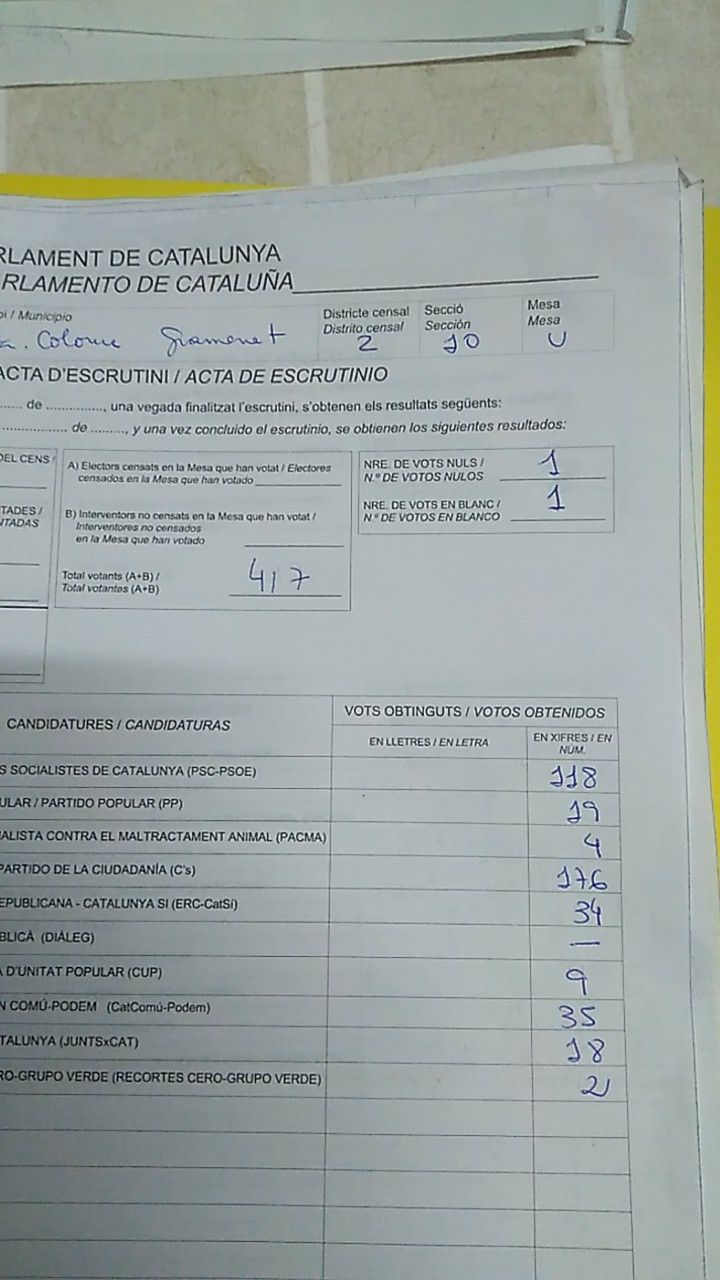 RLAMENT DE CATALUNYA
RLAMENTO DE CATALUÑA
pi / Municipio
a. Coloma Gramenet
Districte censal
Distrito censal
2
Secció
Sección
10
Mesa
Mesa
U
ACTA D'ESCRUTINI / ACTA DE ESCRUTINIO
...... de ..............., una vegada finalitzat l'escrutini, s'obtenen els resultats següents:
.................. de ........., y una vez concluido el escrutinio, se obtienen los siguientes resultados:
DEL CENS /
TADES /
NTADAS
A) Electors censats en la Mesa que han votat / Electores
censados en la Mesa que han votado
B) Interventors no censats en la Mesa que han votat /
Interventores no censados
en la Mesa que han votado
Total votants (A+B) /
Total votantes (A+B)
417
NRE. DE VOTS NULS /
N.º DE VOTOS NULOS
1
NRE. DE VOTS EN BLANC /
N.º DE VOTOS EN BLANCO
1
CANDIDATURES / CANDIDATURAS
VOTS OBTINGUTS / VOTOS OBTENIDOS
EN LLETRES / EN LETRA
EN XIFRES / EN
NÚM.
S SOCIALISTES DE CATALUNYA (PSC-PSOE) 118
ULAR / PARTIDO POPULAR (PP) 19
IALISTA CONTRA EL MALTRACTAMENT ANIMAL (PACMA) 4
PARTIDO DE LA CIUDADANÍA (C's) 176
EPUBLICANA - CATALUNYA SI (ERC-CatSí) 34
BLICÀ (DIÀLEG) —
A D'UNITAT POPULAR (CUP) 9
N COMÚ-PODEM (CatComú-Podem) 35
TALUNYA (JUNTSxCAT) 18
RO-GRUPO VERDE (RECORTES CERO-GRUPO VERDE) 2